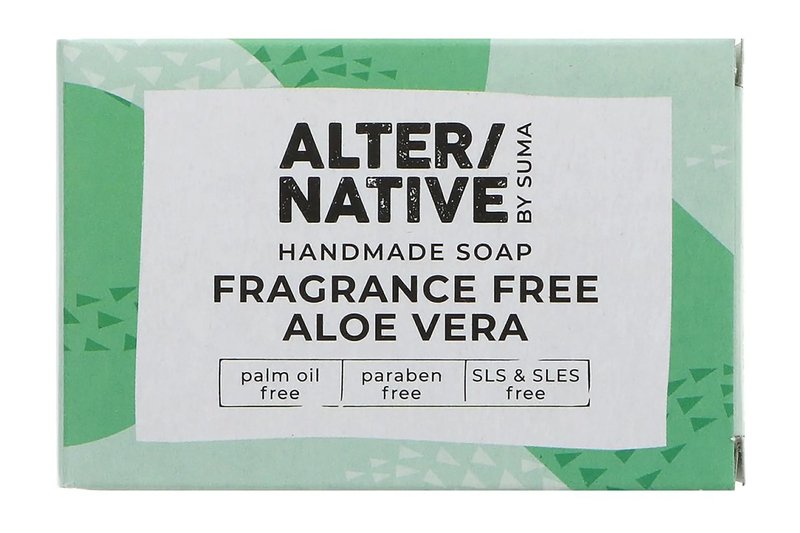 ALTER/
NATIVE
BY SUMA
HANDMADE SOAP
FRAGRANCE FREE
ALOE VERA
palm oil
free
paraben
free
SLS & SLES
free